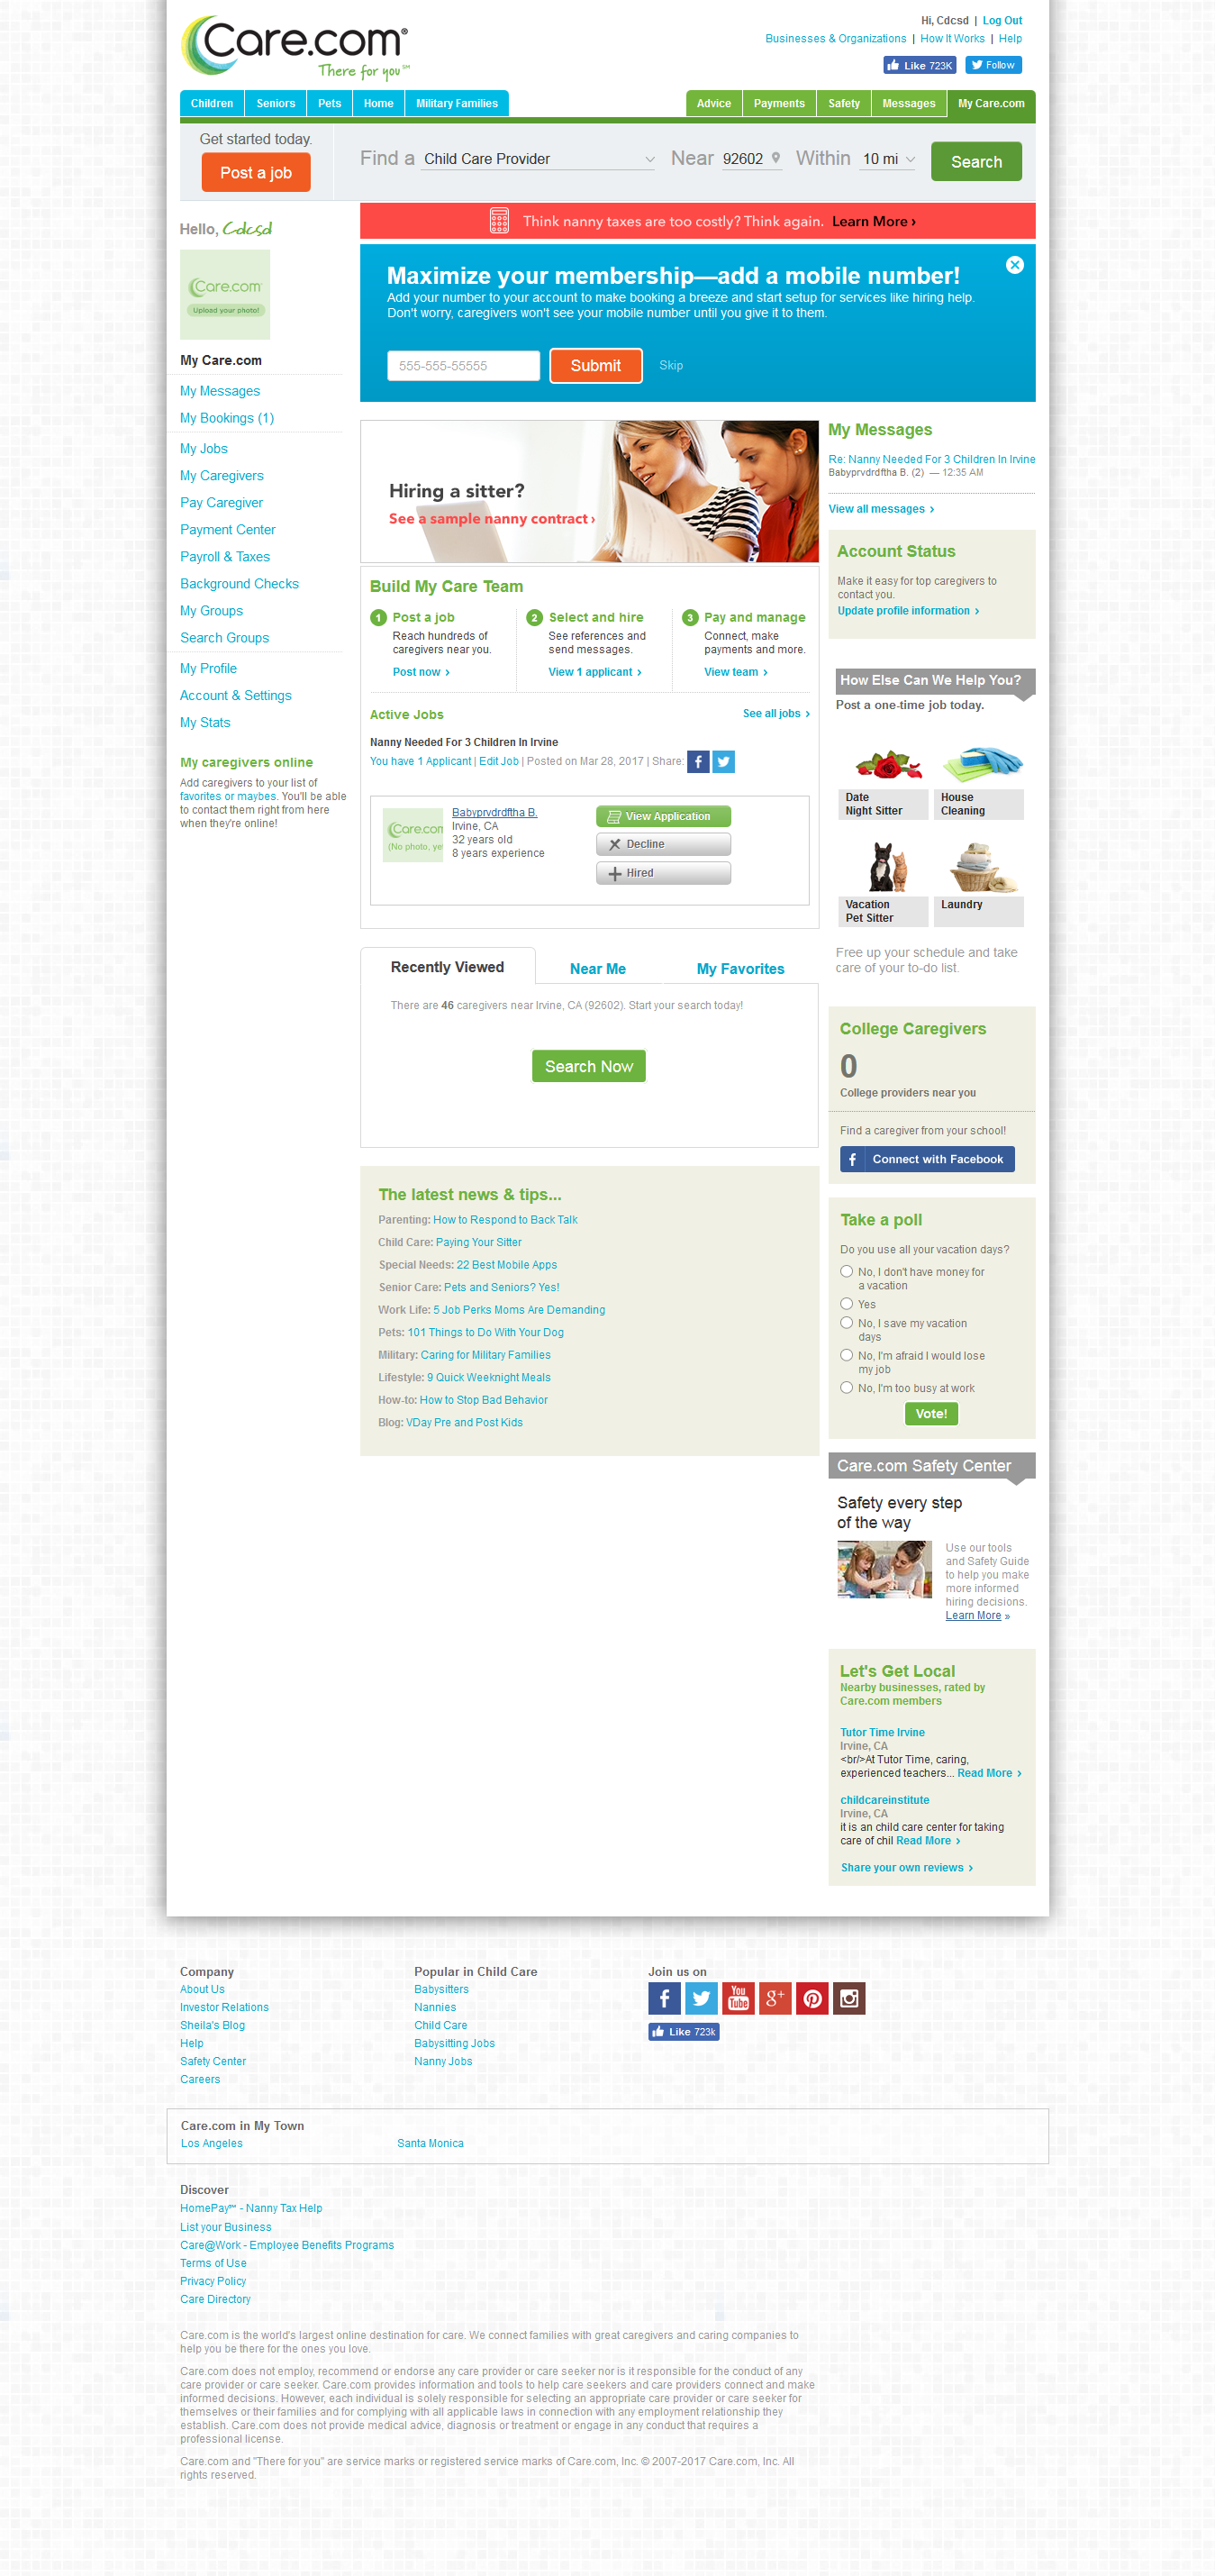 Care.com®
There for you℠
Hi, Cdcsd | Log Out
Businesses & Organizations | How It Works | Help
Like 723K
Follow
Children
Seniors
Pets
Home
Military Families
Advice
Payments
Safety
Messages
My Care.com
Get started today.
Post a job
Find a Child Care Provider Near 92602 Within 10 mi
Search
Hello, Cdcsd
Care.com
Upload your photo!
My Care.com
My Messages
My Bookings (1)
My Jobs
My Caregivers
Pay Caregiver
Payment Center
Payroll & Taxes
Background Checks
My Groups
Search Groups
My Profile
Account & Settings
My Stats
My caregivers online
Add caregivers to your list of
favorites or maybes. You'll be able
to contact them right from here
when they're online!
Think nanny taxes are too costly? Think again. Learn More ›
Maximize your membership—add a mobile number!
Add your number to your account to make booking a breeze and start setup for services like hiring help.
Don't worry, caregivers won't see your mobile number until you give it to them.
555-555-55555
Submit
Skip
Hiring a sitter?
See a sample nanny contract ›
Build My Care Team
1 Post a job
Reach hundreds of
caregivers near you.
Post now ›
2 Select and hire
See references and
send messages.
View 1 applicant ›
3 Pay and manage
Connect, make
payments and more.
View team ›
Active Jobs
See all jobs ›
Nanny Needed For 3 Children In Irvine
You have 1 Applicant | Edit Job | Posted on Mar 28, 2017 | Share:
Care.com
(No photo, yet
Babyprvdrdftha B.
Irvine, CA
32 years old
8 years experience
View Application
Decline
Hired
Recently Viewed
Near Me
My Favorites
There are 46 caregivers near Irvine, CA (92602). Start your search today!
Search Now
The latest news & tips...
Parenting: How to Respond to Back Talk
Child Care: Paying Your Sitter
Special Needs: 22 Best Mobile Apps
Senior Care: Pets and Seniors? Yes!
Work Life: 5 Job Perks Moms Are Demanding
Pets: 101 Things to Do With Your Dog
Military: Caring for Military Families
Lifestyle: 9 Quick Weeknight Meals
How-to: How to Stop Bad Behavior
Blog: VDay Pre and Post Kids
My Messages
Re: Nanny Needed For 3 Children In Irvine
Babyprvdrdftha B. (2) — 12:35 AM
View all messages ›
Account Status
Make it easy for top caregivers to
contact you.
Update profile information ›
How Else Can We Help You?
Post a one-time job today.
Date
Night Sitter
House
Cleaning
Vacation
Pet Sitter
Laundry
Free up your schedule and take
care of your to-do list.
College Caregivers
0
College providers near you
Find a caregiver from your school!
Connect with Facebook
Take a poll
Do you use all your vacation days?
No, I don't have money for
a vacation
Yes
No, I save my vacation
days
No, I'm afraid I would lose
my job
No, I'm too busy at work
Vote!
Care.com Safety Center
Safety every step
of the way
Use our tools
and Safety Guide
to help you make
more informed
hiring decisions.
Learn More »
Let's Get Local
Nearby businesses, rated by
Care.com members
Tutor Time Irvine
Irvine, CA
<br/>At Tutor Time, caring,
experienced teachers... Read More ›
childcareinstitute
Irvine, CA
it is an child care center for taking
care of chil Read More ›
Share your own reviews ›
Company
About Us
Investor Relations
Sheila's Blog
Help
Safety Center
Careers
Popular in Child Care
Babysitters
Nannies
Child Care
Babysitting Jobs
Nanny Jobs
Join us on
You
Tube
g+
Like 723k
Care.com in My Town
Los Angeles
Santa Monica
Discover
HomePay℠ - Nanny Tax Help
List your Business
Care@Work - Employee Benefits Programs
Terms of Use
Privacy Policy
Care Directory
Care.com is the world's largest online destination for care. We connect families with great caregivers and caring companies to
help you be there for the ones you love.
Care.com does not employ, recommend or endorse any care provider or care seeker nor is it responsible for the conduct of any
care provider or care seeker. Care.com provides information and tools to help care seekers and care providers connect and make
informed decisions. However, each individual is solely responsible for selecting an appropriate care provider or care seeker for
themselves or their families and for complying with all applicable laws in connection with any employment relationship they
establish. Care.com does not provide medical advice, diagnosis or treatment or engage in any conduct that requires a
professional license.
Care.com and "There for you" are service marks or registered service marks of Care.com, Inc. © 2007-2017 Care.com, Inc. All
rights reserved.